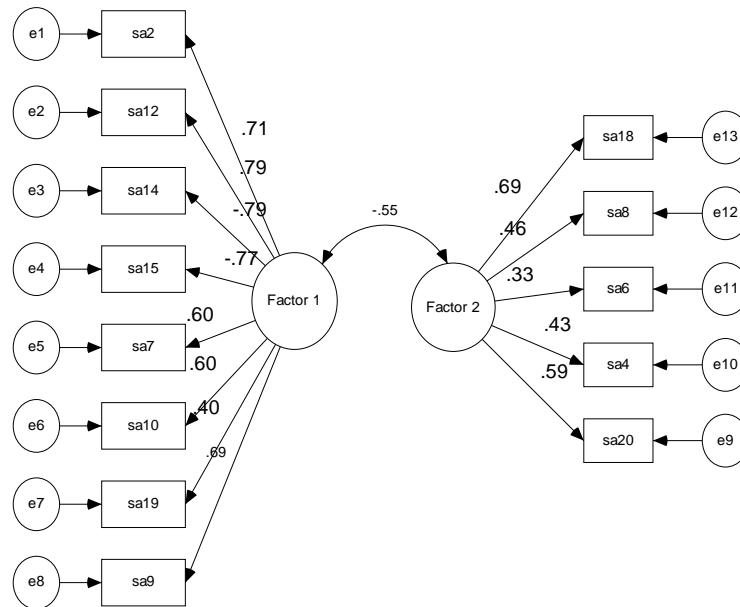 e1
sa2
e2
sa12
e3
sa14
e4
sa15
e5
sa7
e6
sa10
e7
sa19
e8
sa9
.71
.79
-.79
-.77
.60
.60
.40
.69
Factor 1
-.55
Factor 2
.69
.46
.33
.43
.59
sa18
e13
sa8
e12
sa6
e11
sa4
e10
sa20
e9